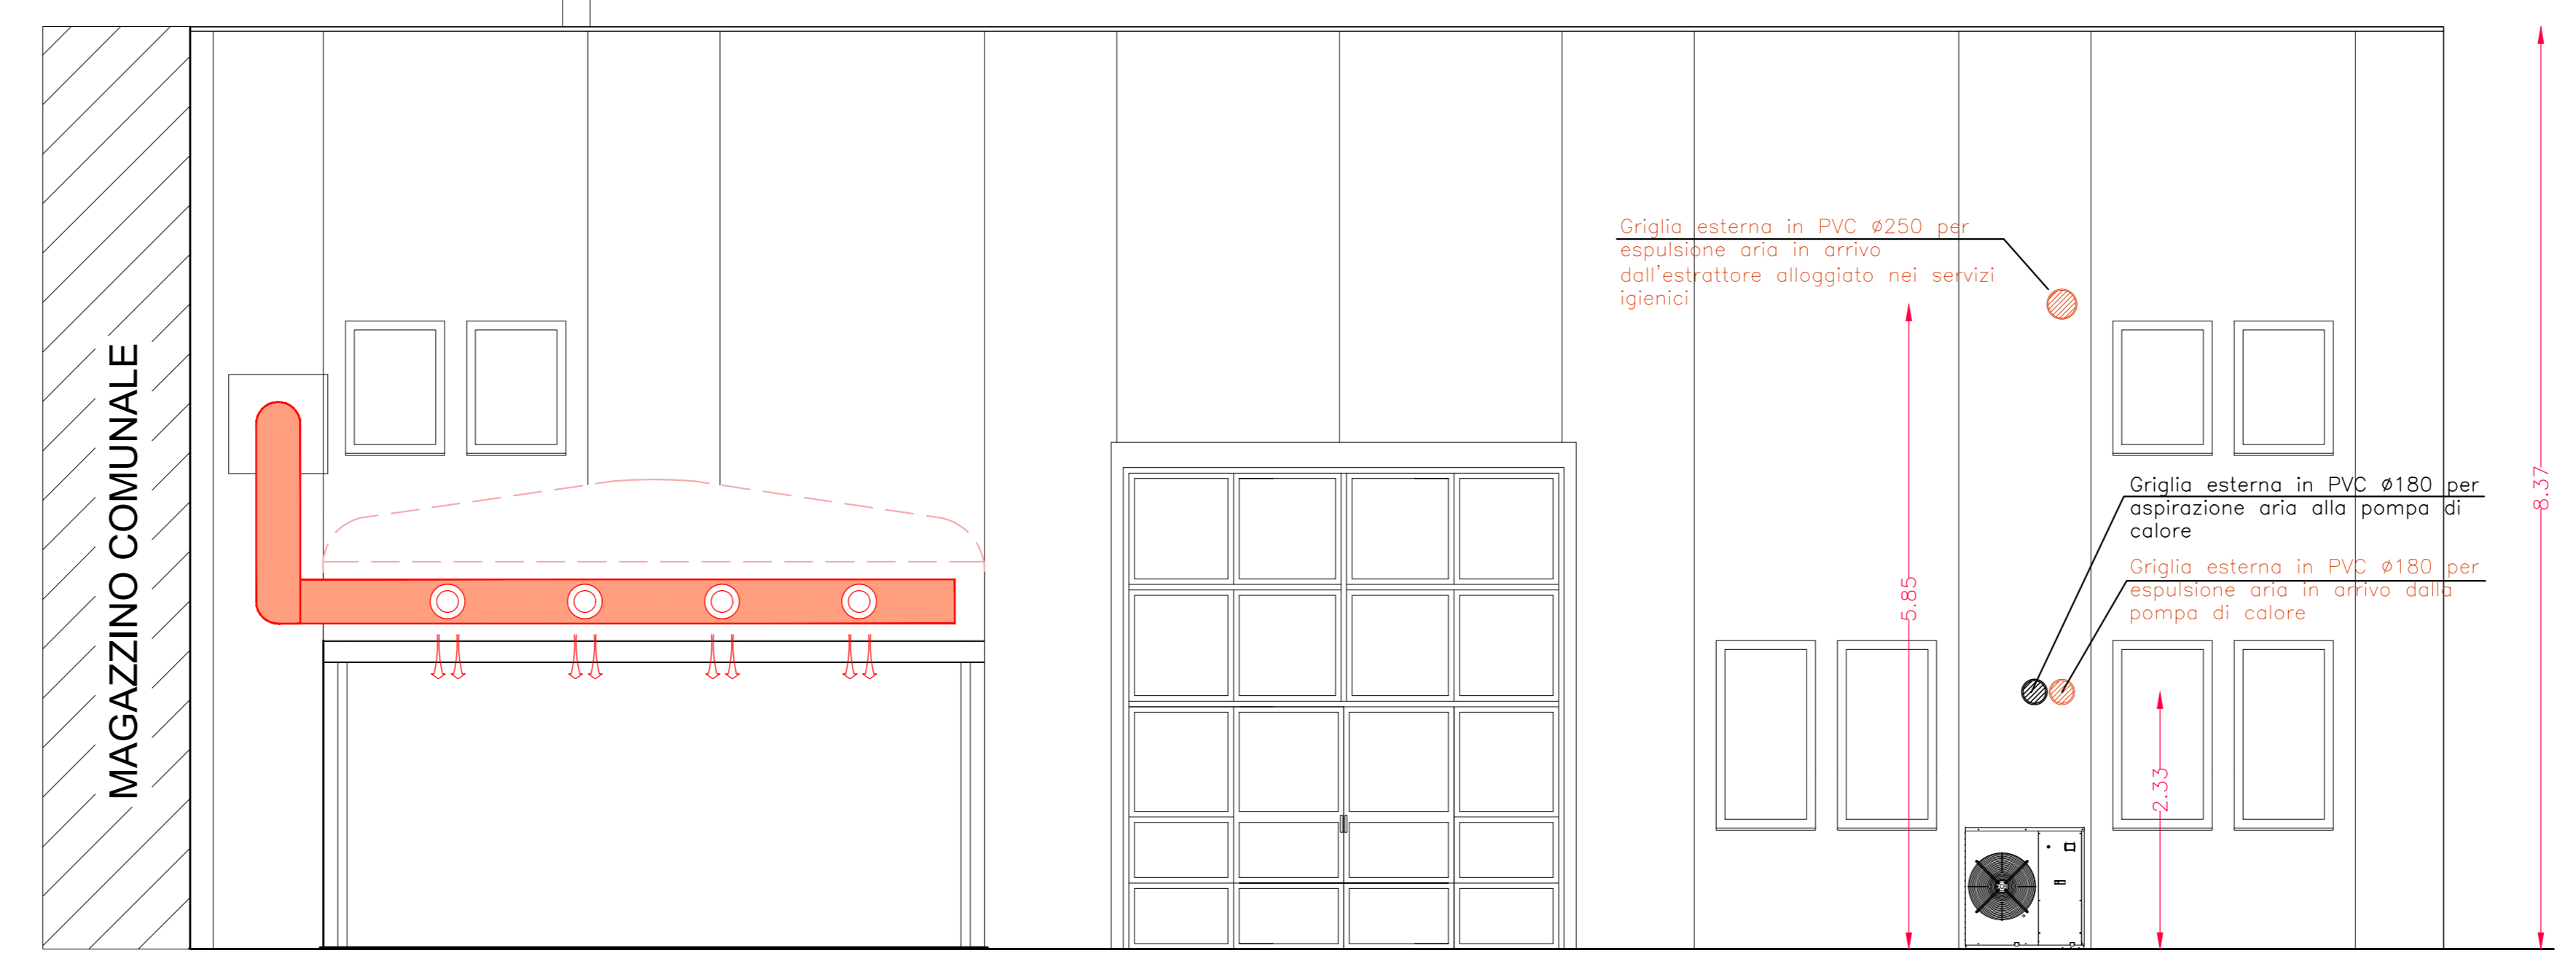 MAGAZZINO COMUNALE
Griglia esterna in PVC ø250 per
espulsione aria in arrivo
dall'estrattore alloggiato nei servizi
igienici
5.85
Griglia esterna in PVC ø180 per
aspirazione aria alla pompa di
calore
Griglia esterna in PVC ø180 per
espulsione aria in arrivo dalla
pompa di calore
2.33
8.37